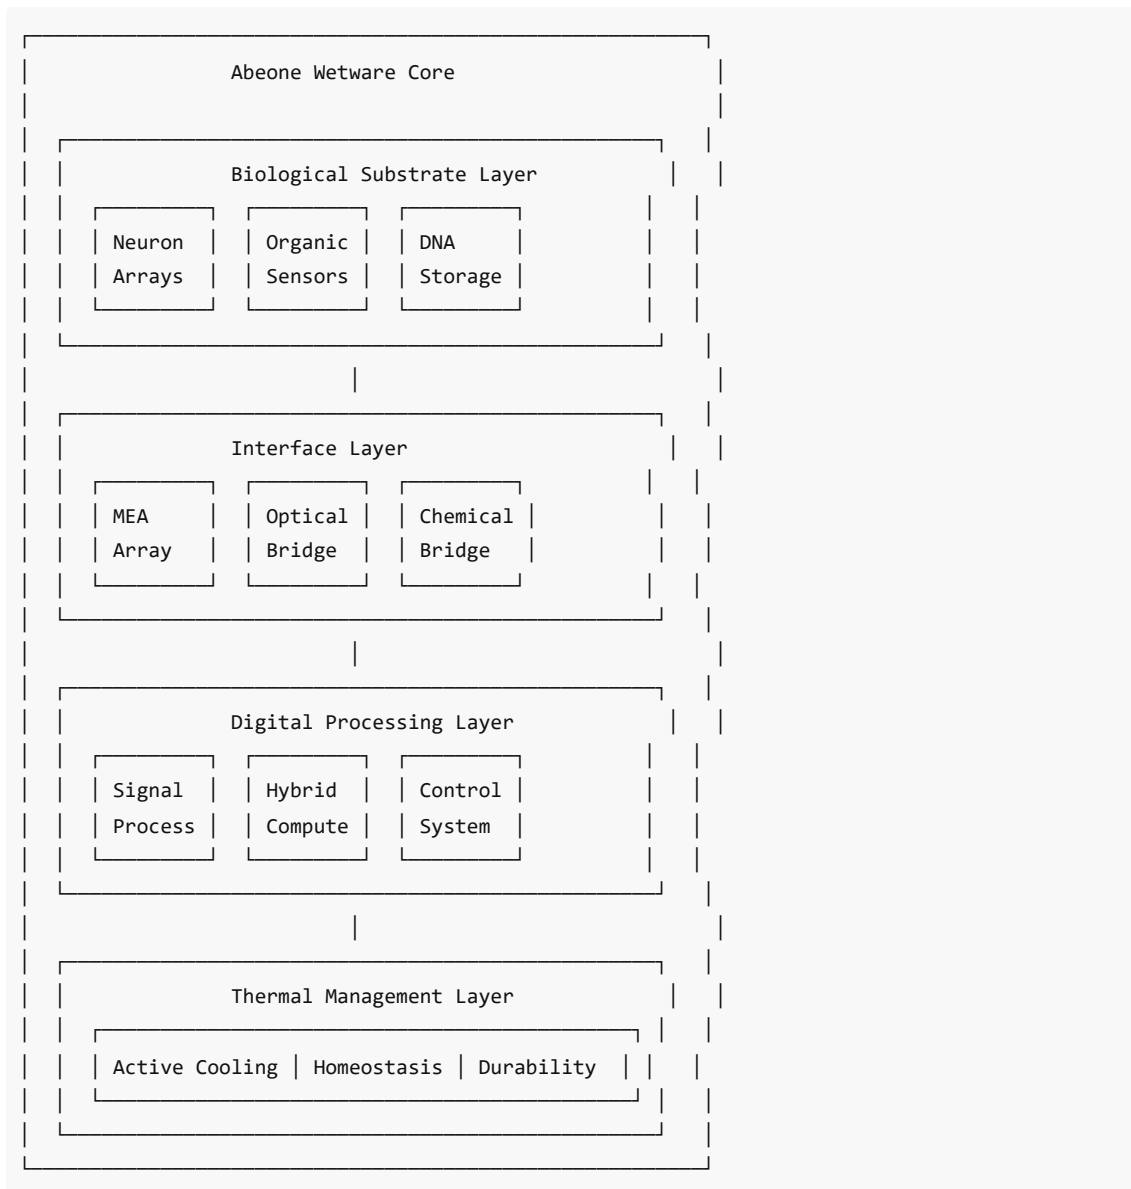 Abeone Wetware Core
Biological Substrate Layer
Neuron Organic DNA
Arrays Sensors Storage
Interface Layer
MEA Optical Chemical
Array Bridge Bridge
Digital Processing Layer
Signal Hybrid Control
Process Compute System
Thermal Management Layer
Active Cooling | Homeostasis | Durability